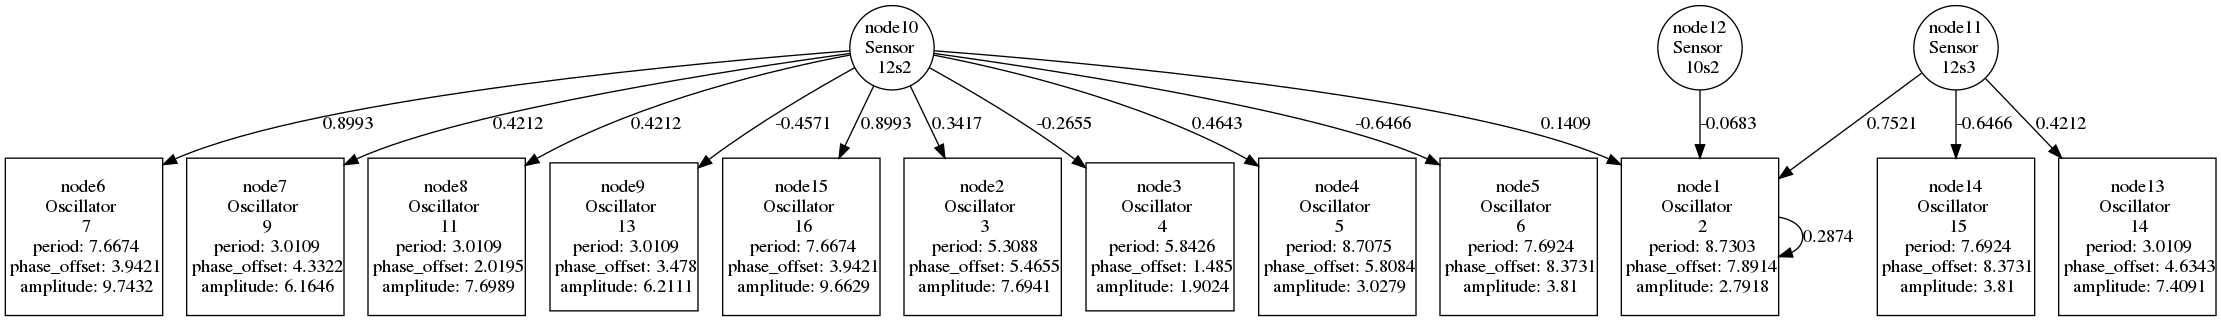 node10
Sensor
12s2
node12
Sensor
10s2
node11
Sensor
12s3
0.8993
0.4212
0.4212
-0.4571
0.8993
0.3417
-0.2655
0.4643
-0.6466
0.1409
-0.0683
0.7521
-0.6466
0.4212
node6
Oscillator
7
period: 7.6674
phase_offset: 3.9421
amplitude: 9.7432
node7
Oscillator
9
period: 3.0109
phase_offset: 4.3322
amplitude: 6.1646
node8
Oscillator
11
period: 3.0109
phase_offset: 2.0195
amplitude: 7.6989
node9
Oscillator
13
period: 3.0109
phase_offset: 3.478
amplitude: 6.2111
node15
Oscillator
16
period: 7.6674
phase_offset: 3.9421
amplitude: 9.6629
node2
Oscillator
3
period: 5.3088
phase_offset: 5.4655
amplitude: 7.6941
node3
Oscillator
4
period: 5.8426
phase_offset: 1.485
amplitude: 1.9024
node4
Oscillator
5
period: 8.7075
phase_offset: 5.8084
amplitude: 3.0279
node5
Oscillator
6
period: 7.6924
phase_offset: 8.3731
amplitude: 3.81
node1
Oscillator
2
period: 8.7303
phase_offset: 7.8914
amplitude: 2.7918
0.2874
node14
Oscillator
15
period: 7.6924
phase_offset: 8.3731
amplitude: 3.81
node13
Oscillator
14
period: 3.0109
phase_offset: 4.6343
amplitude: 7.4091